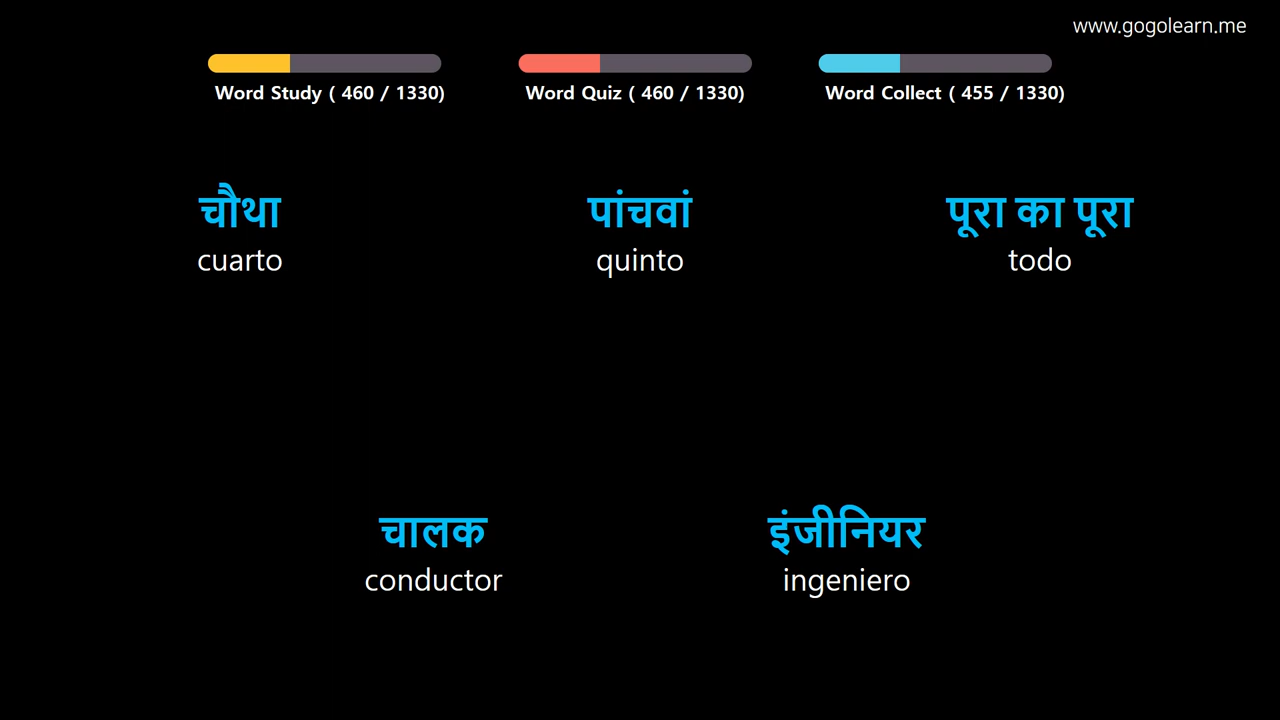 www.gogolearn.me
Word Study ( 460 / 1330)
Word Quiz ( 460 / 1330)
Word Collect ( 455 / 1330)
चौथा
cuarto
पांचवां
quinto
पूरा का पूरा
todo
चालक
conductor
इंजीनियर
ingeniero